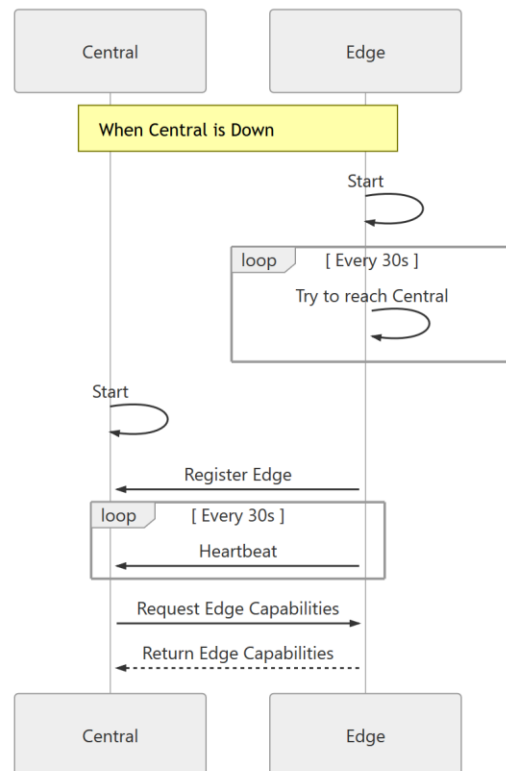 Central
Edge
When Central is Down
Start
loop
[ Every 30s ]
Try to reach Central
Start
Register Edge
loop
[ Every 30s ]
Heartbeat
Request Edge Capabilities
Return Edge Capabilities
Central
Edge